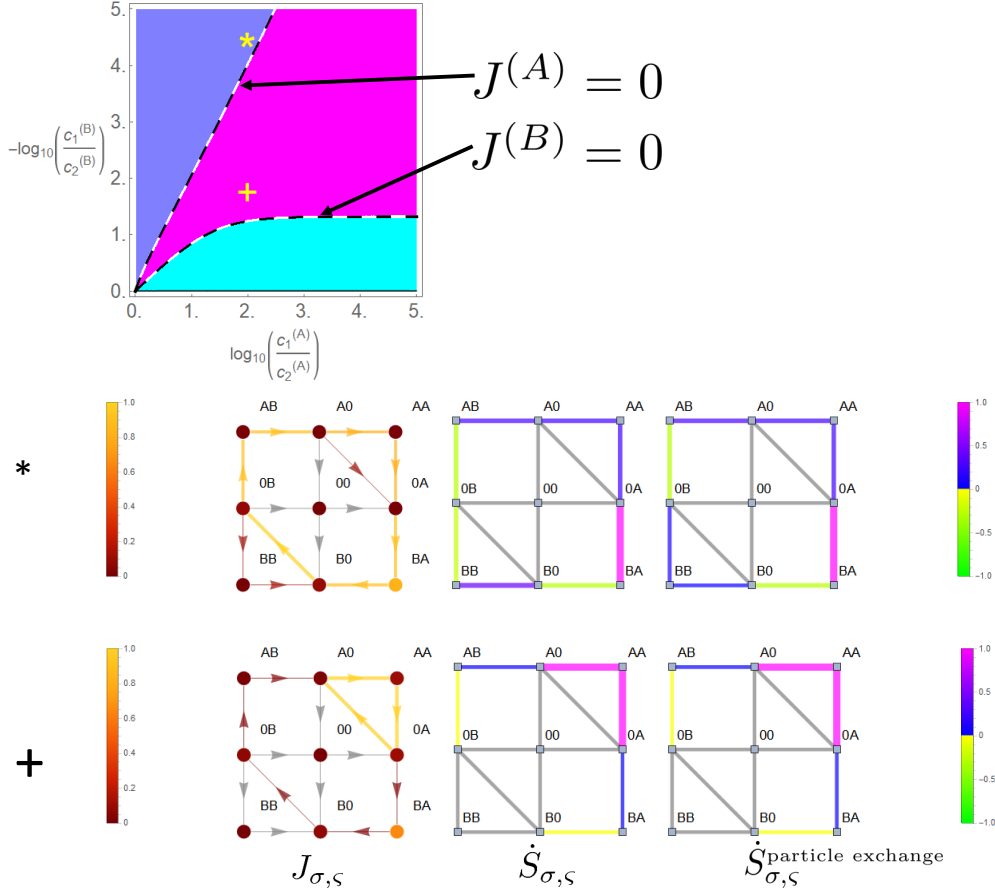 5.
4.
3.
2.
1.
0.
−log₁₀(c₁⁽ᴮ⁾/c₂⁽ᴮ⁾)
*
+
J⁽ᴬ⁾ = 0
J⁽ᴮ⁾ = 0
0. 1. 2. 3. 4. 5.
log₁₀(c₁⁽ᴬ⁾/c₂⁽ᴬ⁾)
*
1.0
0.8
0.6
0.4
0.2
0
AB A0 AA
0B 00 0A
BB B0 BA
AB A0 AA
0B 00 0A
BB B0 BA
AB A0 AA
0B 00 0A
BB B0 BA
1.0
0.5
0
−0.5
−1.0
+
1.0
0.8
0.6
0.4
0.2
0
AB A0 AA
0B 00 0A
BB B0 BA
AB A0 AA
0B 00 0A
BB B0 BA
AB A0 AA
0B 00 0A
BB B0 BA
1.0
0.5
0
−0.5
−1.0
J_{σ,ς}
Ṡ_{σ,ς}
Ṡ_{σ,ς}^{particle exchange}